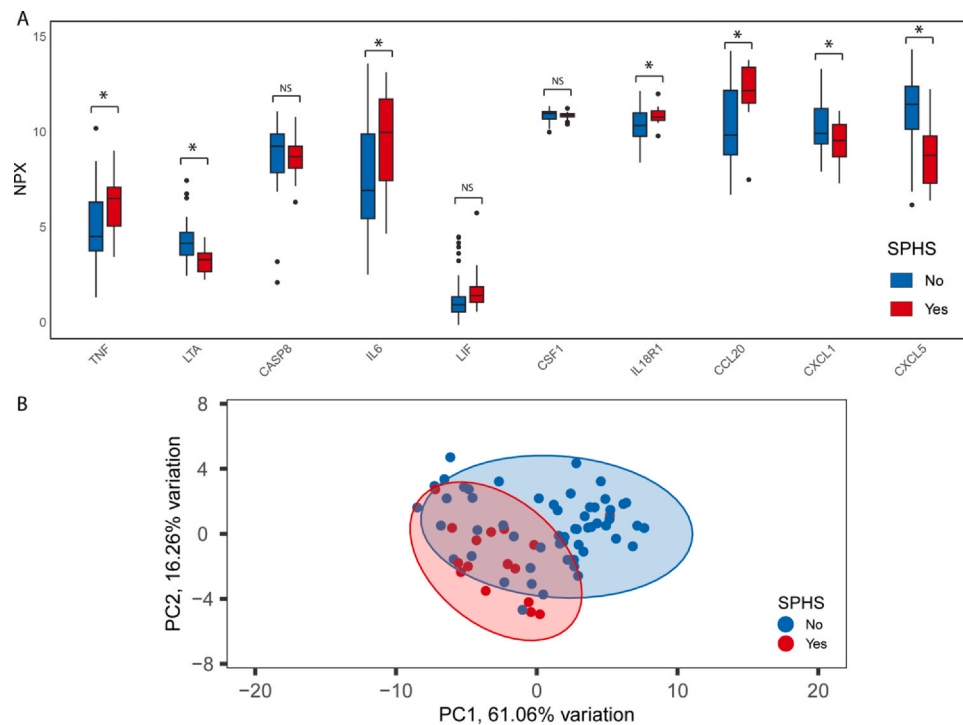 A
15
10
5
0
NPX
*
*
NS
*
NS
NS
*
*
*
*
SPHS
No
Yes
TNF
LTA
CASP8
IL6
LIF
CSF1
IL18R1
CCL20
CXCL1
CXCL5
B
8
4
0
−4
−8
PC2, 16.26% variation
SPHS
No
Yes
−20
−10
0
10
20
PC1, 61.06% variation